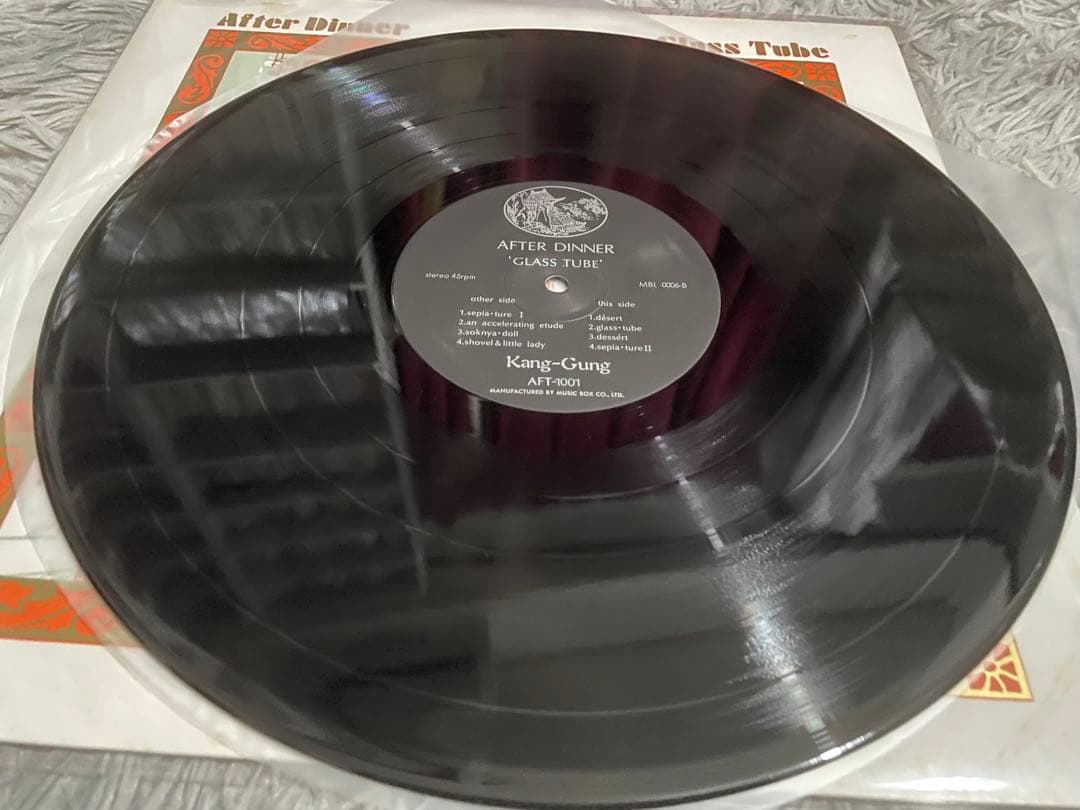 After Dinner
Glass Tube
AFTER DINNER
'GLASS TUBE'
stereo 45rpm
MBL 0006-B
other side
1.sepia・ture I
2.an accelerating etude
3.soknya・doll
4.shovel & little lady
this side
1.désert
2.glass・tube
3.dessért
4.sepia・ture II
Kang-Gung
AFT-1001
MANUFACTURED BY MUSIC BOX CO., LTD.